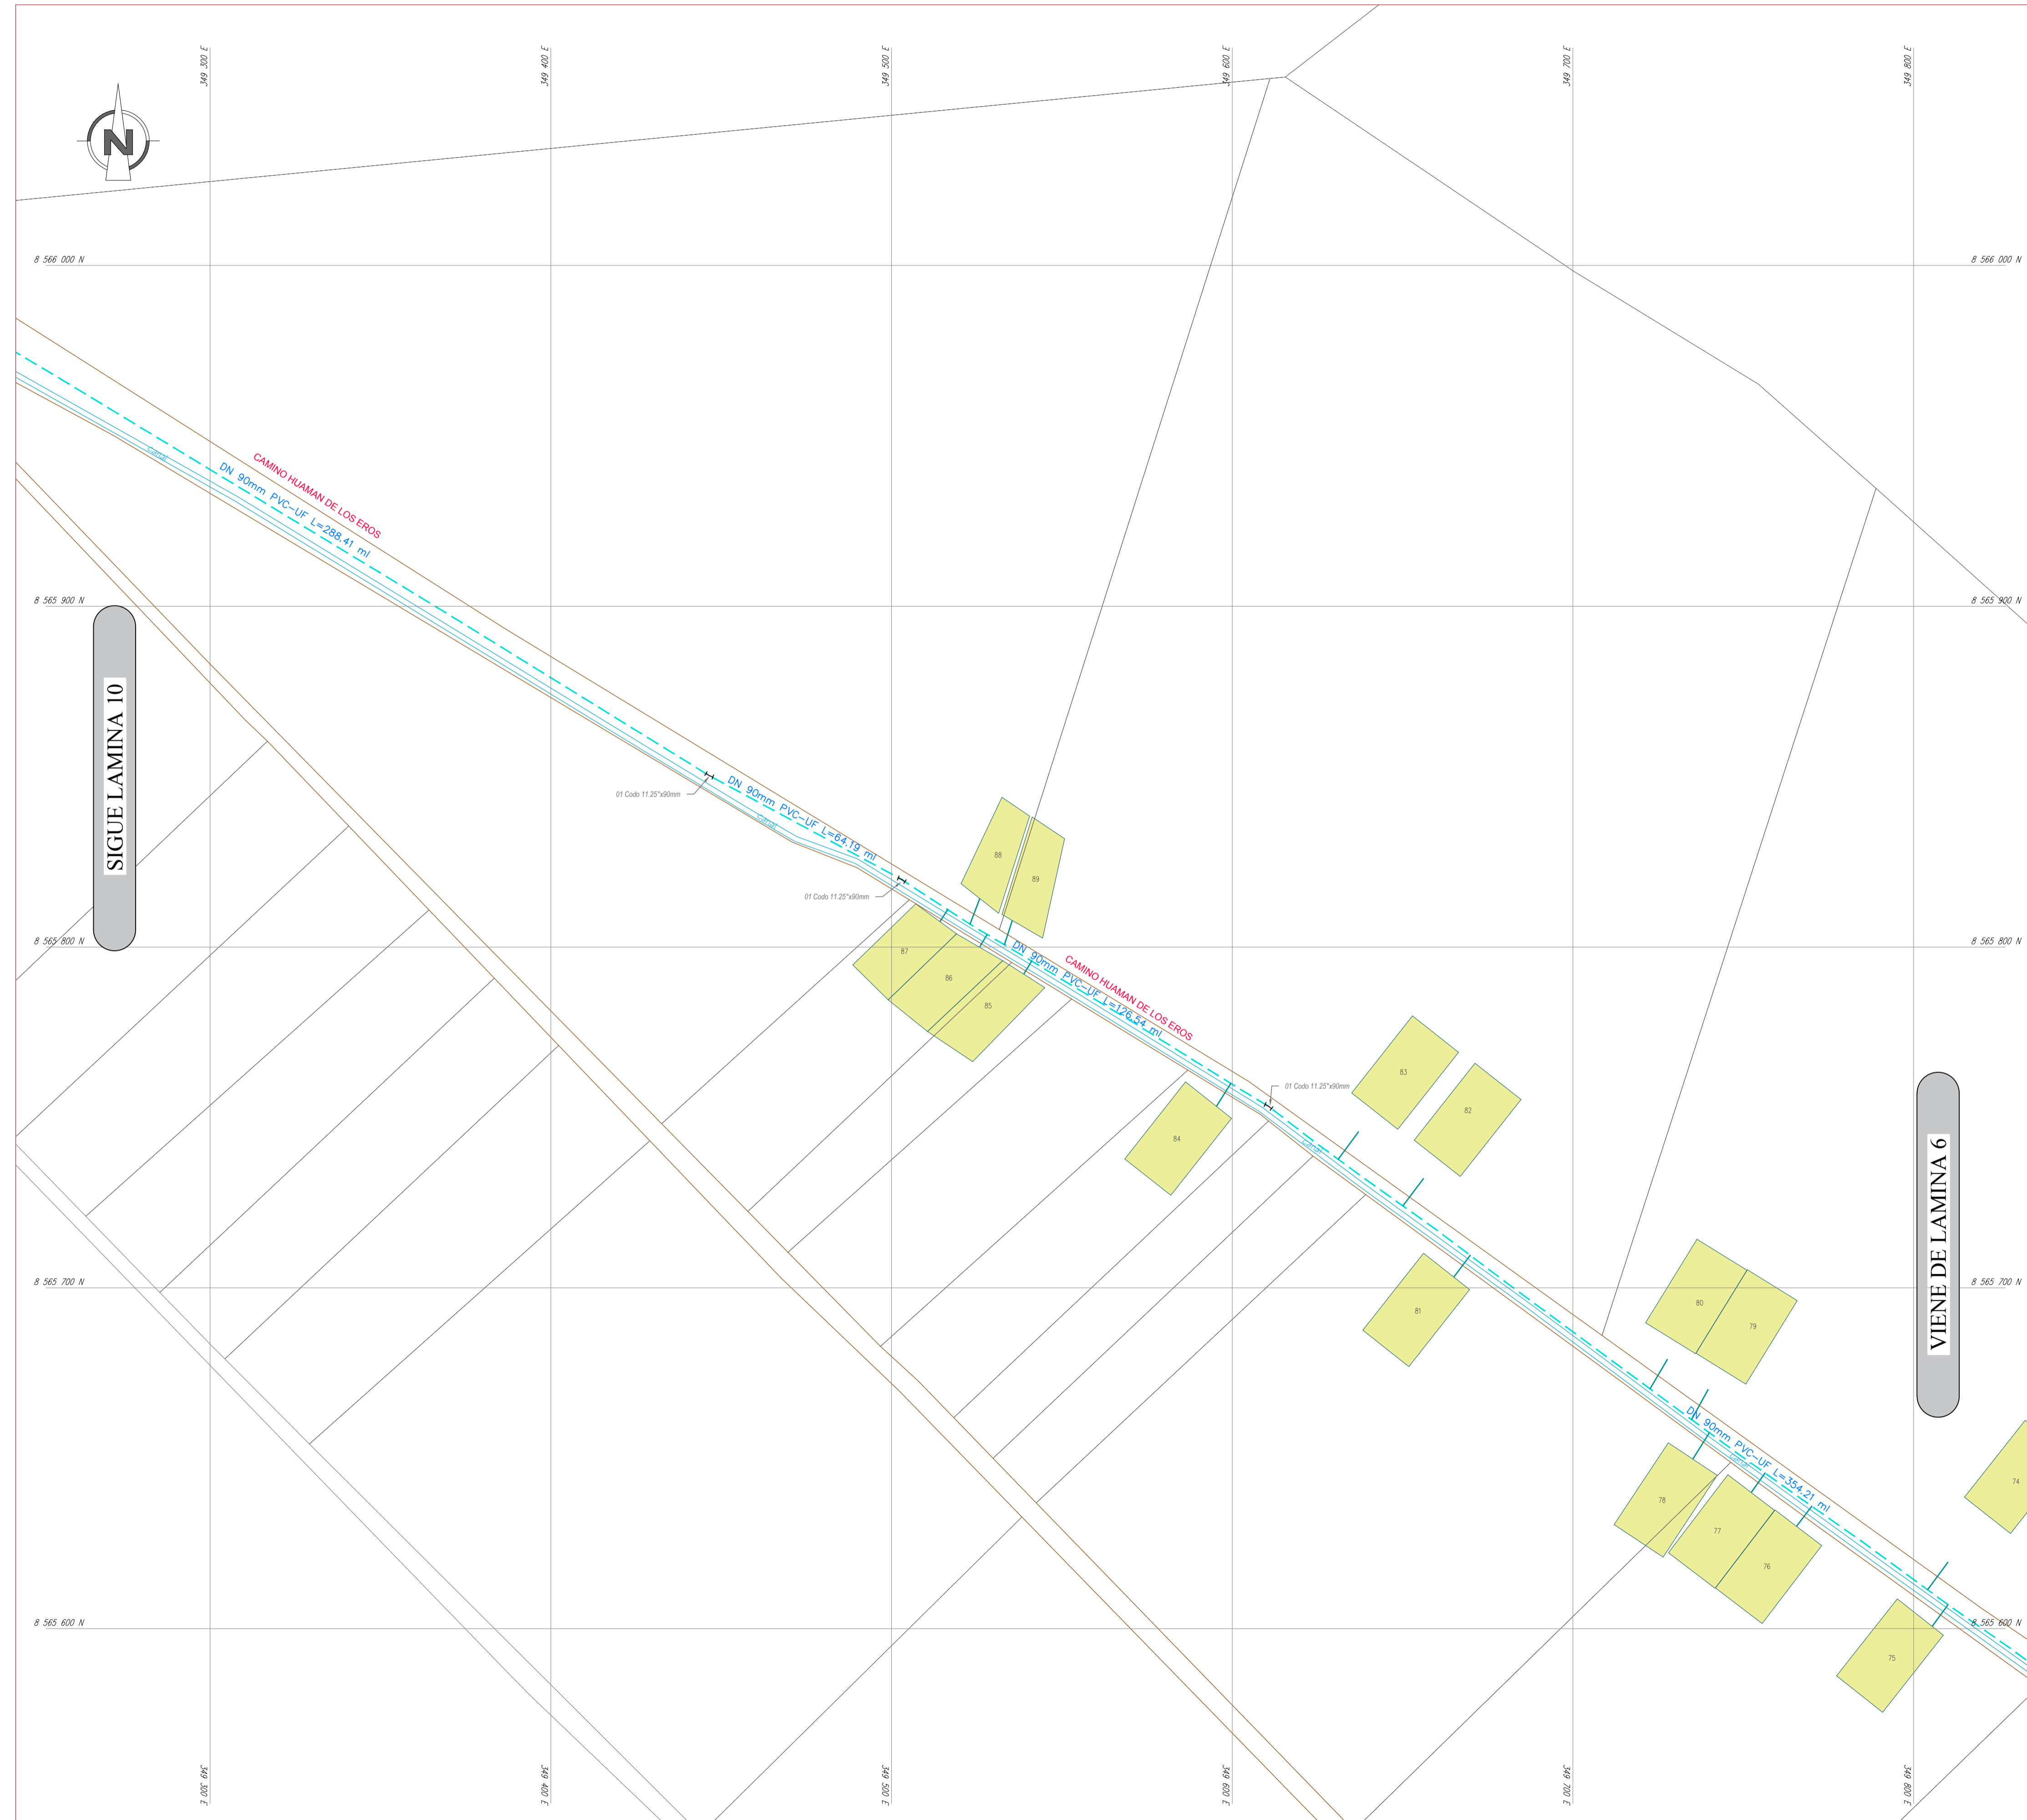 349 300 E
349 400 E
349 500 E
349 600 E
349 700 E
349 800 E
N
8 566 000 N
8 566 000 N
Canal
CAMINO HUAMAN DE LOS EROS
DN 90mm PVC-UF L=288.41 ml
8 565 900 N
8 565 900 N
SIGUE LAMINA 10
01 Codo 11.25°x90mm
DN 90mm PVC-UF L=64.19 ml
Canal
88
89
01 Codo 11.25°x90mm
8 565 800 N
8 565 800 N
87
86
85
DN 90mm PVC-UF L=126.54 ml
CAMINO HUAMAN DE LOS EROS
83
82
01 Codo 11.25°x90mm
84
Canal
VIENE DE LAMINA 6
8 565 700 N
8 565 700 N
81
80
79
DN 90mm PVC-UF L=354.21 ml
Canal
74
78
77
76
8 565 600 N
8 565 600 N
75
349 300 E
349 400 E
349 500 E
349 600 E
349 700 E
349 800 E